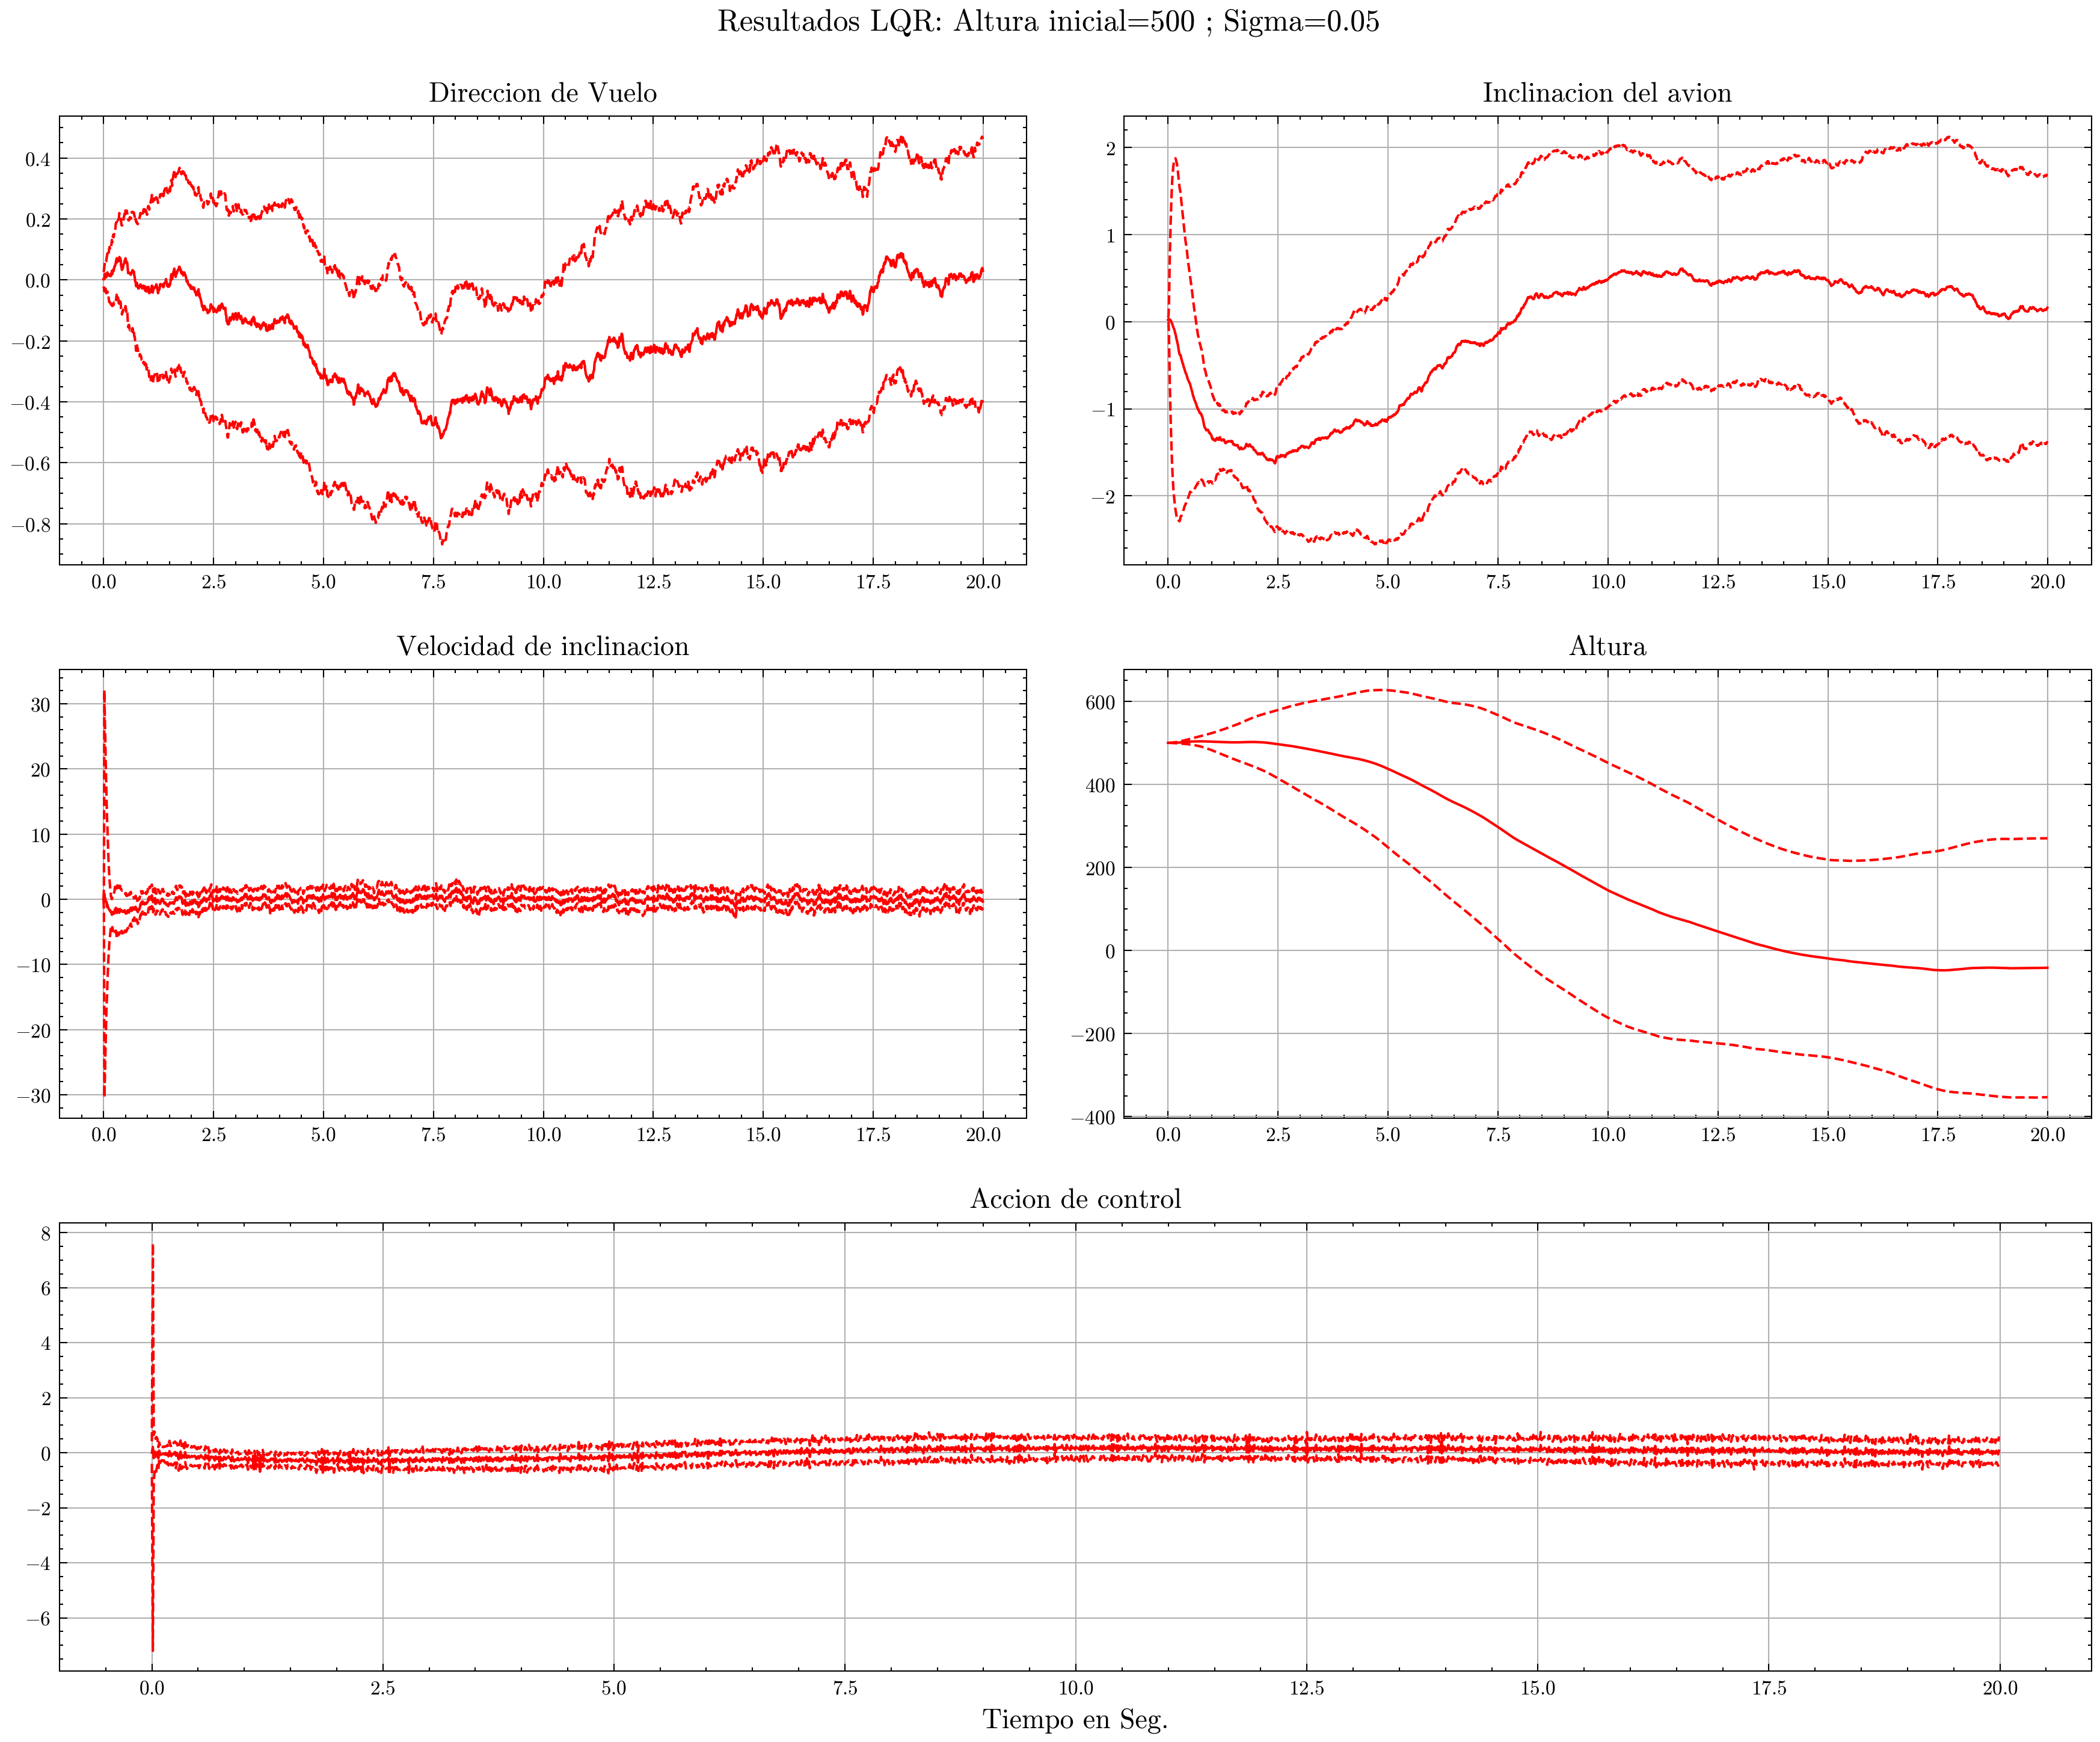 Resultados LQR: Altura inicial=500 ; Sigma=0.05
Direccion de Vuelo
0.4
0.2
0.0
−0.2
−0.4
−0.6
−0.8
0.0 2.5 5.0 7.5 10.0 12.5 15.0 17.5 20.0
Inclinacion del avion
2
1
0
−1
−2
0.0 2.5 5.0 7.5 10.0 12.5 15.0 17.5 20.0
Velocidad de inclinacion
30
20
10
0
−10
−20
−30
0.0 2.5 5.0 7.5 10.0 12.5 15.0 17.5 20.0
Altura
600
400
200
0
−200
−400
0.0 2.5 5.0 7.5 10.0 12.5 15.0 17.5 20.0
Accion de control
8
6
4
2
0
−2
−4
−6
0.0 2.5 5.0 7.5 10.0 12.5 15.0 17.5 20.0
Tiempo en Seg.